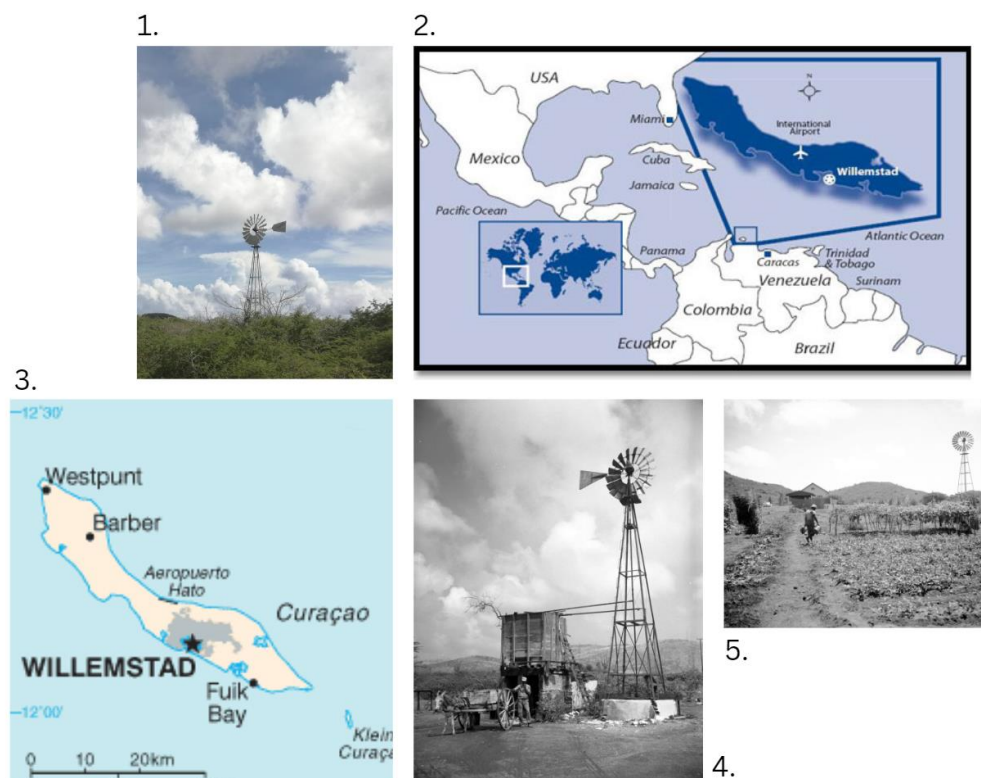 1.
2.
USA
Miami
Mexico
Cuba
Jamaica
Pacific Ocean
Panama
Caracas
Venezuela
Colombia
Ecuador
Brazil
Atlantic Ocean
Trinidad
& Tobago
Surinam
N
International
Airport
Willemstad
3.
12°30'
Westpunt
Barber
Aeropuerto
Hato
Curaçao
WILLEMSTAD
Fuik
Bay
12°00'
Klein
Curaçao
0
10
20km
5.
4.